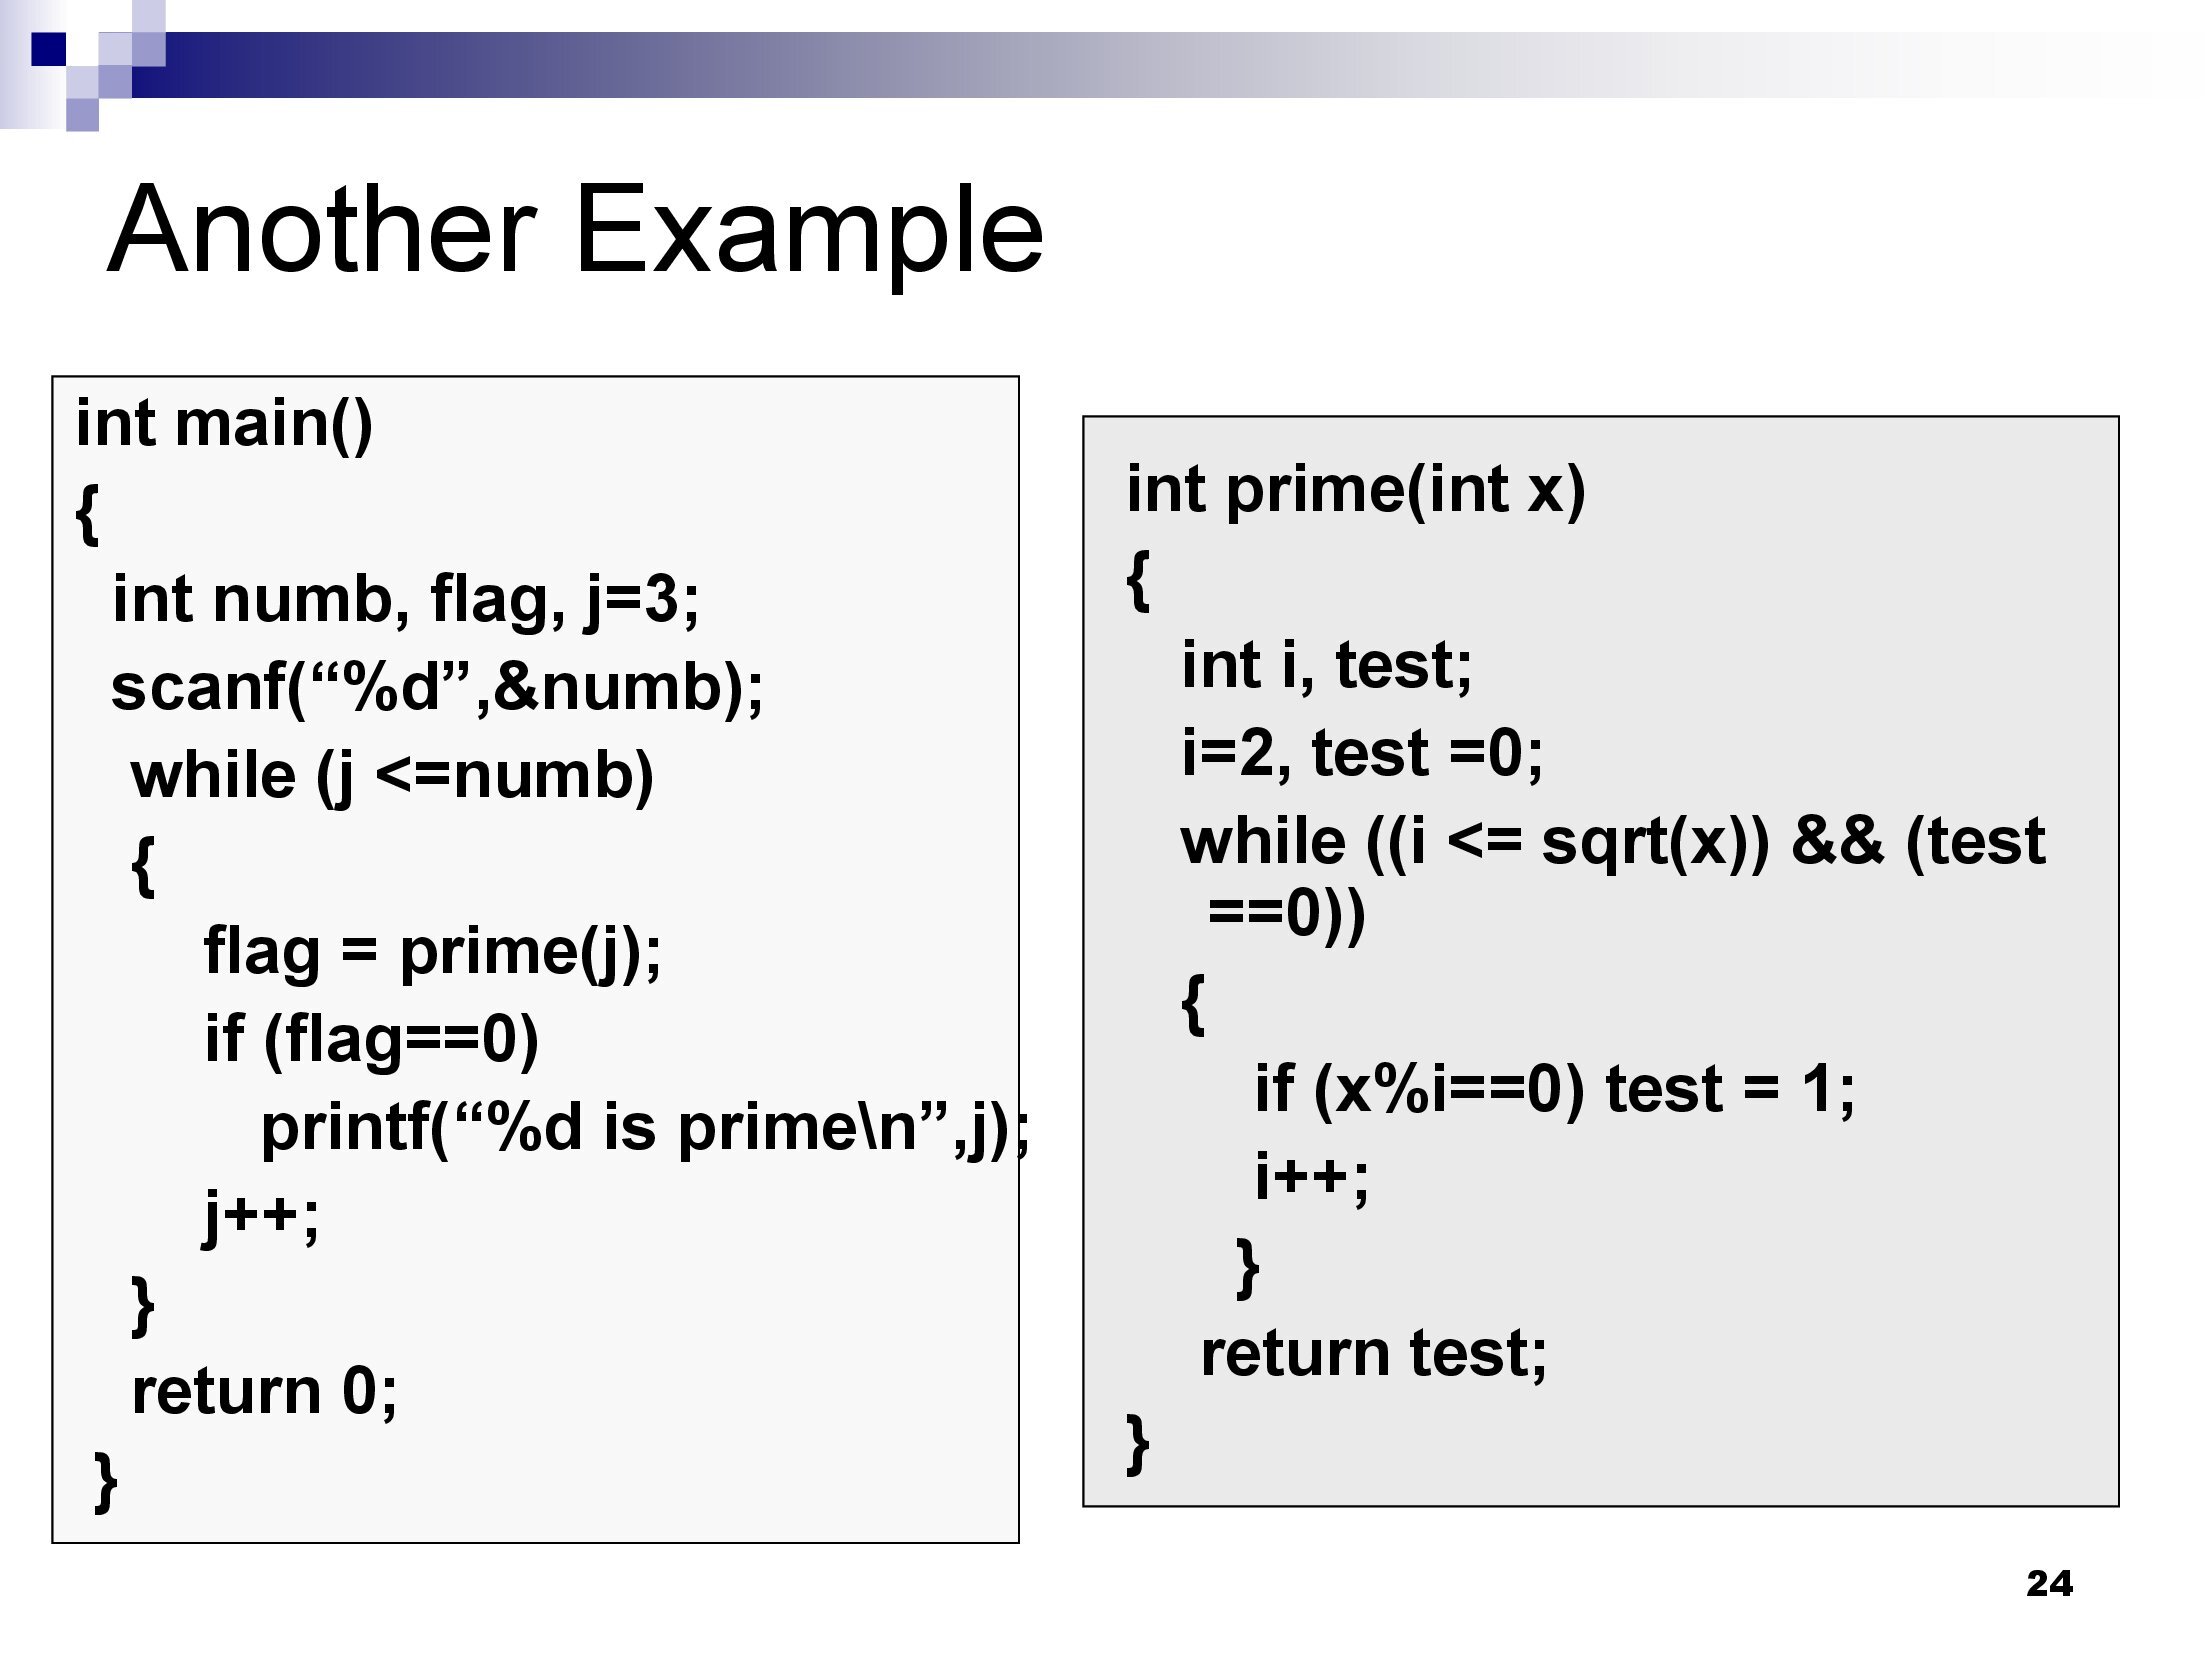 Another Example
int main()
{
int numb, flag, j=3;
scanf(“%d”,&numb);
while (j <=numb)
{
flag = prime(j);
if (flag==0)
printf(“%d is prime\n”,j);
j++;
}
return 0;
}
int prime(int x)
{
int i, test;
i=2, test =0;
while ((i <= sqrt(x)) && (test
==0))
{
if (x%i==0) test = 1;
i++;
}
return test;
}
24